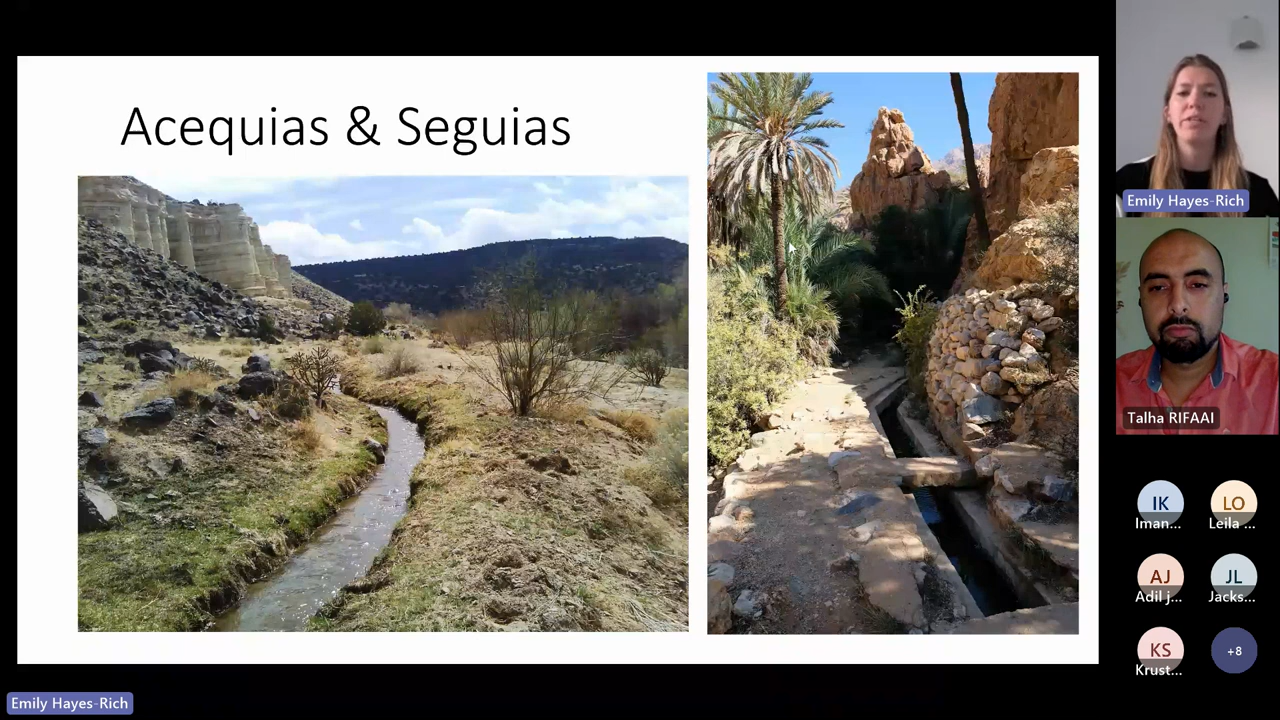 Acequias & Seguias
Emily Hayes-Rich
Talha RIFAAI
IK
Iman...
LO
Leila ...
AJ
Adil j...
JL
Jacks...
KS
Krust...
+8
Emily Hayes-Rich